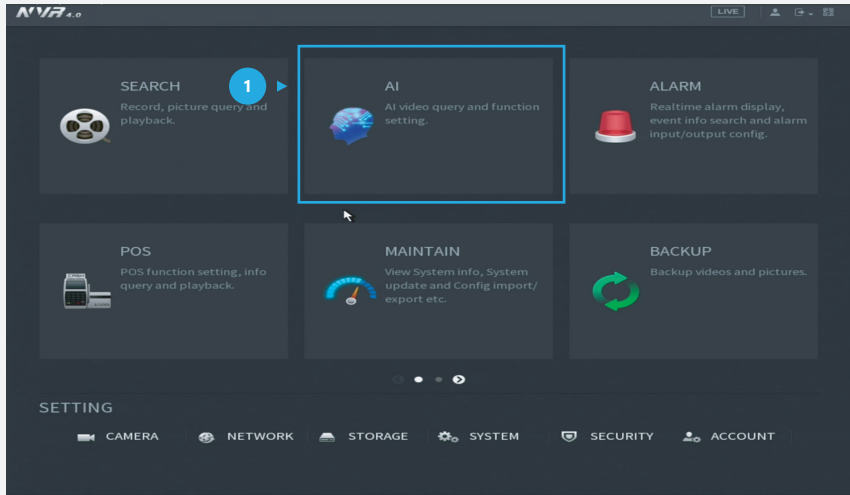 NVR 4.0
LIVE
SEARCH
Record, picture query and
playback.
1
AI
AI video query and function
setting.
ALARM
Realtime alarm display,
event info search and alarm
input/output config.
POS
POS function setting, info
query and playback.
MAINTAIN
View System info, System
update and Config import/
export etc.
BACKUP
Backup videos and pictures.
SETTING
CAMERA
NETWORK
STORAGE
SYSTEM
SECURITY
ACCOUNT